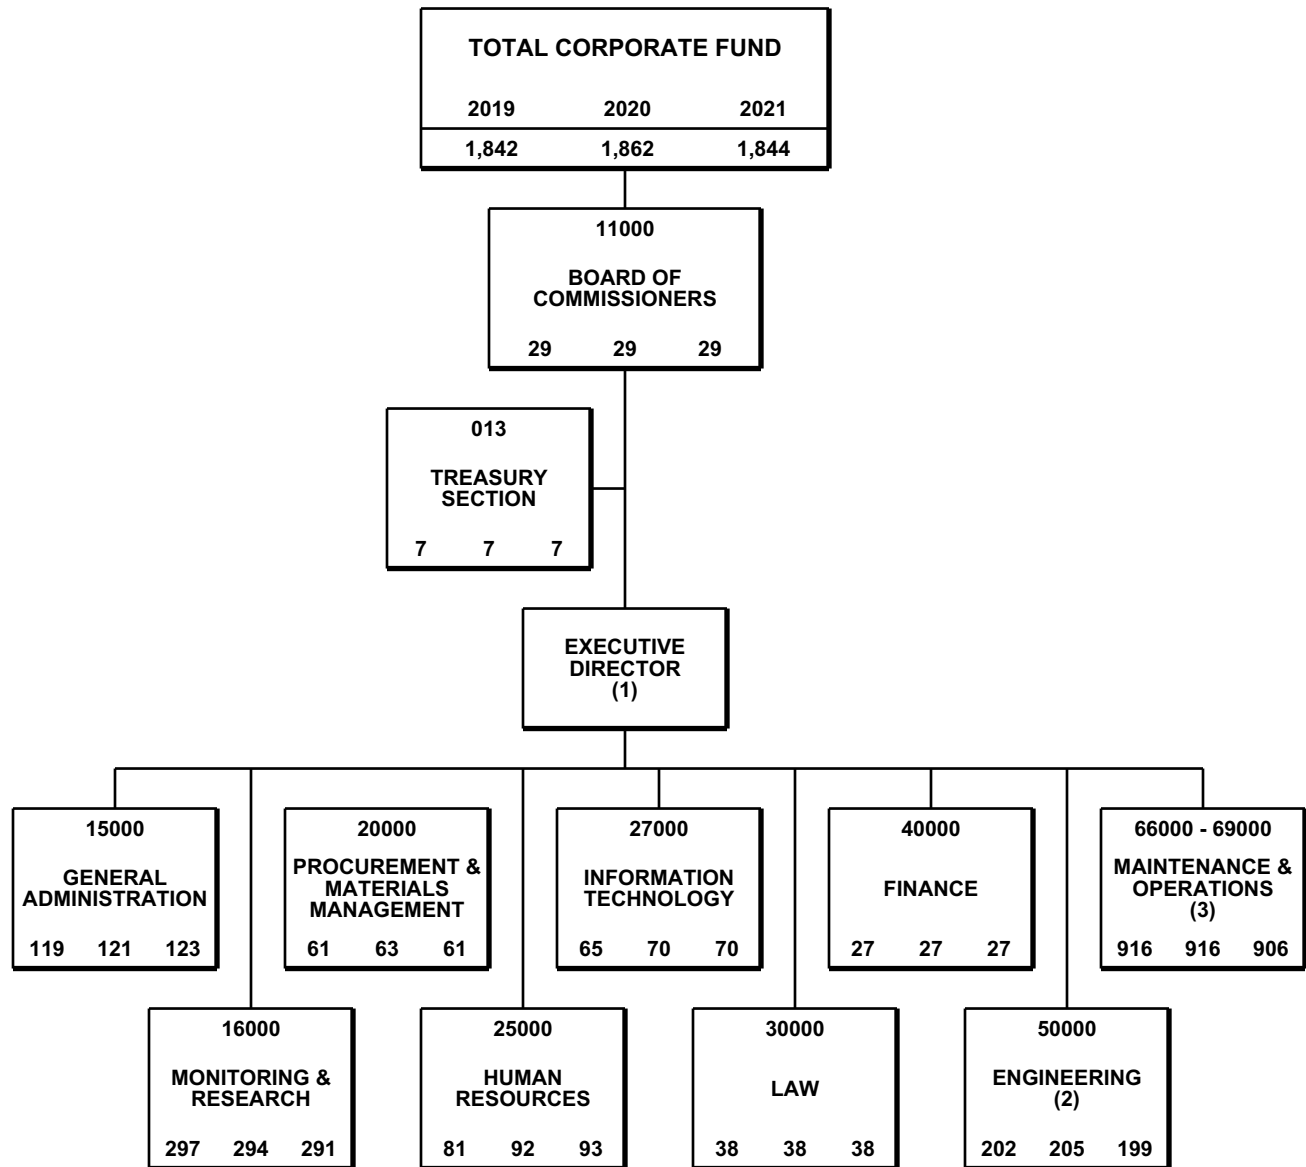 TOTAL CORPORATE FUND
2019 2020 2021
1,842 1,862 1,844
11000
BOARD OF
COMMISSIONERS
29 29 29
013
TREASURY
SECTION
7 7 7
EXECUTIVE
DIRECTOR
(1)
15000
GENERAL
ADMINISTRATION
119 121 123
20000
PROCUREMENT &
MATERIALS
MANAGEMENT
61 63 61
27000
INFORMATION
TECHNOLOGY
65 70 70
40000
FINANCE
27 27 27
66000 - 69000
MAINTENANCE &
OPERATIONS
(3)
916 916 906
16000
MONITORING &
RESEARCH
297 294 291
25000
HUMAN
RESOURCES
81 92 93
30000
LAW
38 38 38
50000
ENGINEERING
(2)
202 205 199